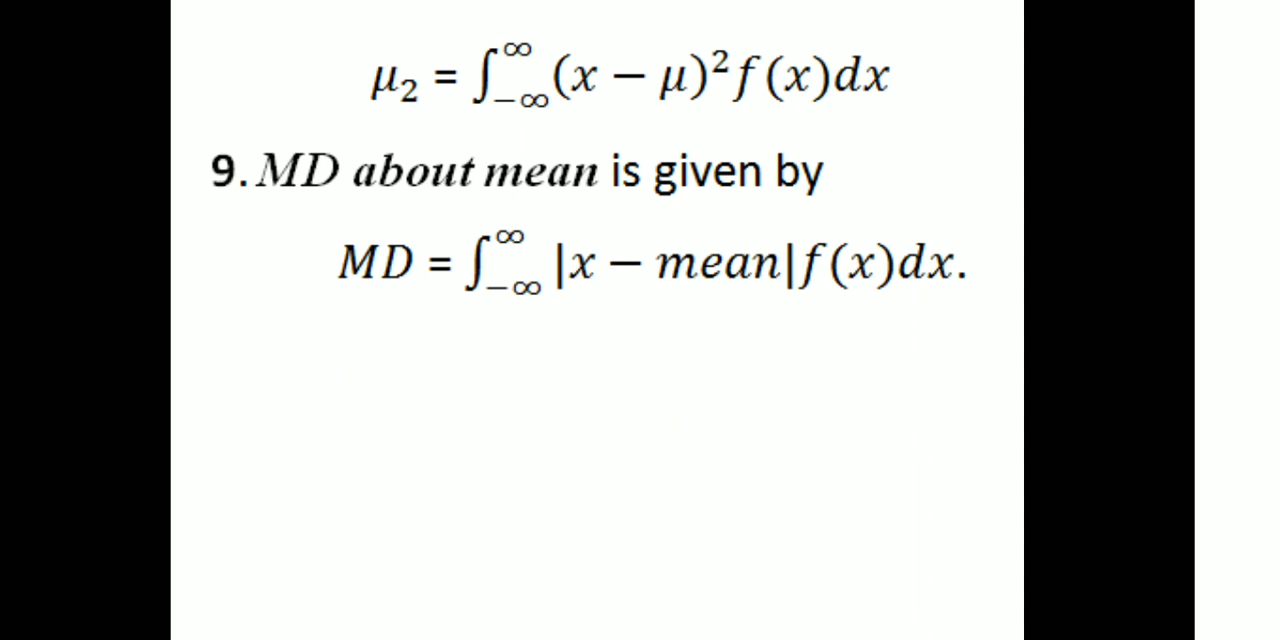 μ₂ = ∫_{−∞}^{∞} (x − μ)² f(x)dx
9. MD about mean is given by
MD = ∫_{−∞}^{∞} |x − mean|f(x)dx.